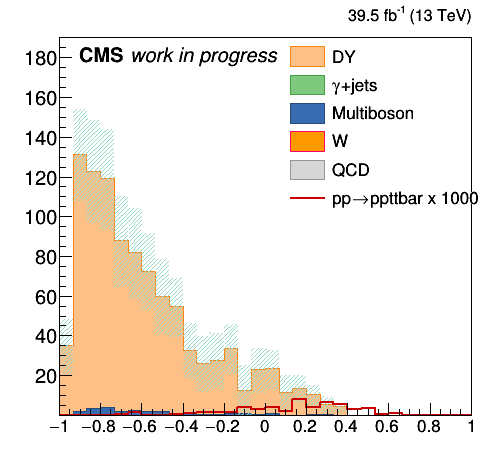 39.5 fb⁻¹ (13 TeV)
CMS work in progress
DY
γ+jets
Multiboson
W
QCD
pp→ppttbar x 1000
180
160
140
120
100
80
60
40
20
−1 −0.8 −0.6 −0.4 −0.2 0 0.2 0.4 0.6 0.8 1